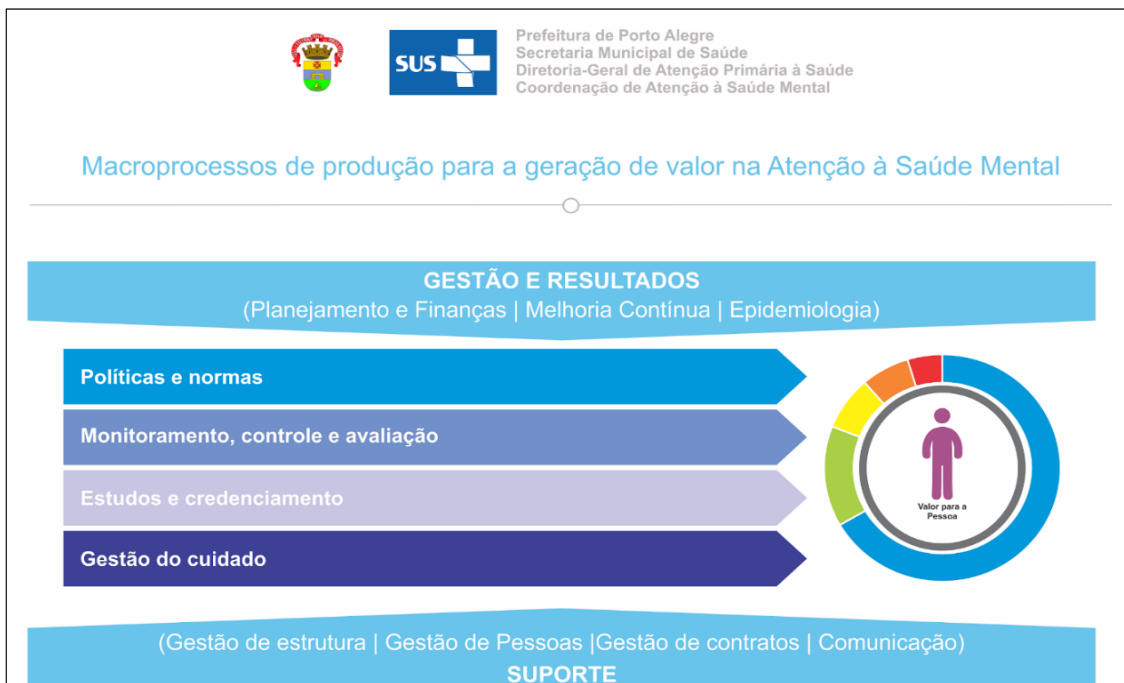 SUS
Prefeitura de Porto Alegre
Secretaria Municipal de Saúde
Diretoria-Geral de Atenção Primária à Saúde
Coordenação de Atenção à Saúde Mental
Macroprocessos de produção para a geração de valor na Atenção à Saúde Mental
GESTÃO E RESULTADOS
(Planejamento e Finanças | Melhoria Contínua | Epidemiologia)
Políticas e normas
Monitoramento, controle e avaliação
Estudos e credenciamento
Gestão do cuidado
Valor para a
Pessoa
(Gestão de estrutura | Gestão de Pessoas |Gestão de contratos | Comunicação)
SUPORTE